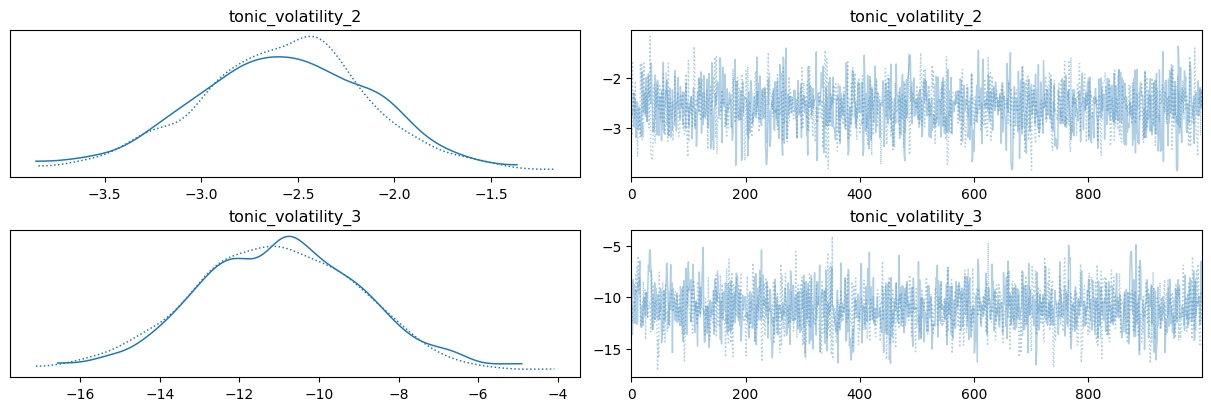 tonic_volatility_2
−3.5 −3.0 −2.5 −2.0 −1.5
tonic_volatility_2
−2
−3
0 200 400 600 800
tonic_volatility_3
−16 −14 −12 −10 −8 −6 −4
tonic_volatility_3
−5
−10
−15
0 200 400 600 800